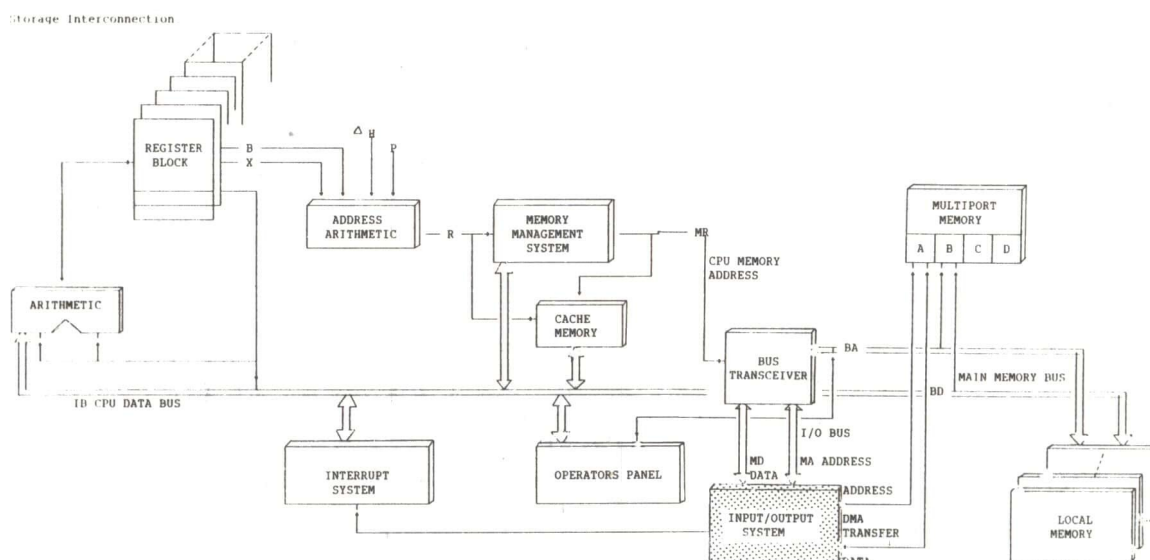 Storage Interconnection
REGISTER
BLOCK
B
X
Δ H
P
ADDRESS
ARITHMETIC
R
MEMORY
MANAGEMENT
SYSTEM
MR
CPU MEMORY
ADDRESS
MULTIPORT
MEMORY
A B C D
ARITHMETIC
CACHE
MEMORY
BUS
TRANSCEIVER
BA
MAIN MEMORY BUS
BD
IB CPU DATA BUS
I/O BUS
MD
DATA
MA ADDRESS
INTERRUPT
SYSTEM
OPERATORS PANEL
INPUT/OUTPUT
SYSTEM
ADDRESS
DMA
TRANSFER
DATA
LOCAL
MEMORY